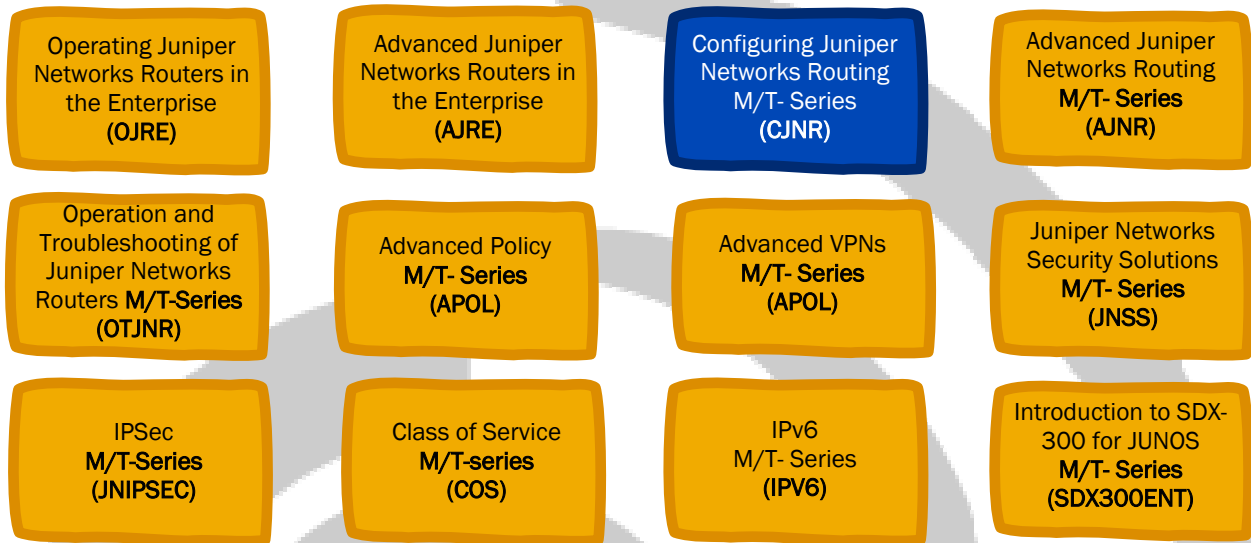 Operating Juniper
Networks Routers in
the Enterprise
(OJRE)
Advanced Juniper
Networks Routers in
the Enterprise
(AJRE)
Configuring Juniper
Networks Routing
M/T- Series
(CJNR)
Advanced Juniper
Networks Routing
M/T- Series
(AJNR)
Operation and
Troubleshooting of
Juniper Networks
Routers M/T-Series
(OTJNR)
Advanced Policy
M/T- Series
(APOL)
Advanced VPNs
M/T- Series
(APOL)
Juniper Networks
Security Solutions
M/T- Series
(JNSS)
IPSec
M/T-Series
(JNIPSEC)
Class of Service
M/T-series
(COS)
IPv6
M/T- Series
(IPV6)
Introduction to SDX-
300 for JUNOS
M/T- Series
(SDX300ENT)